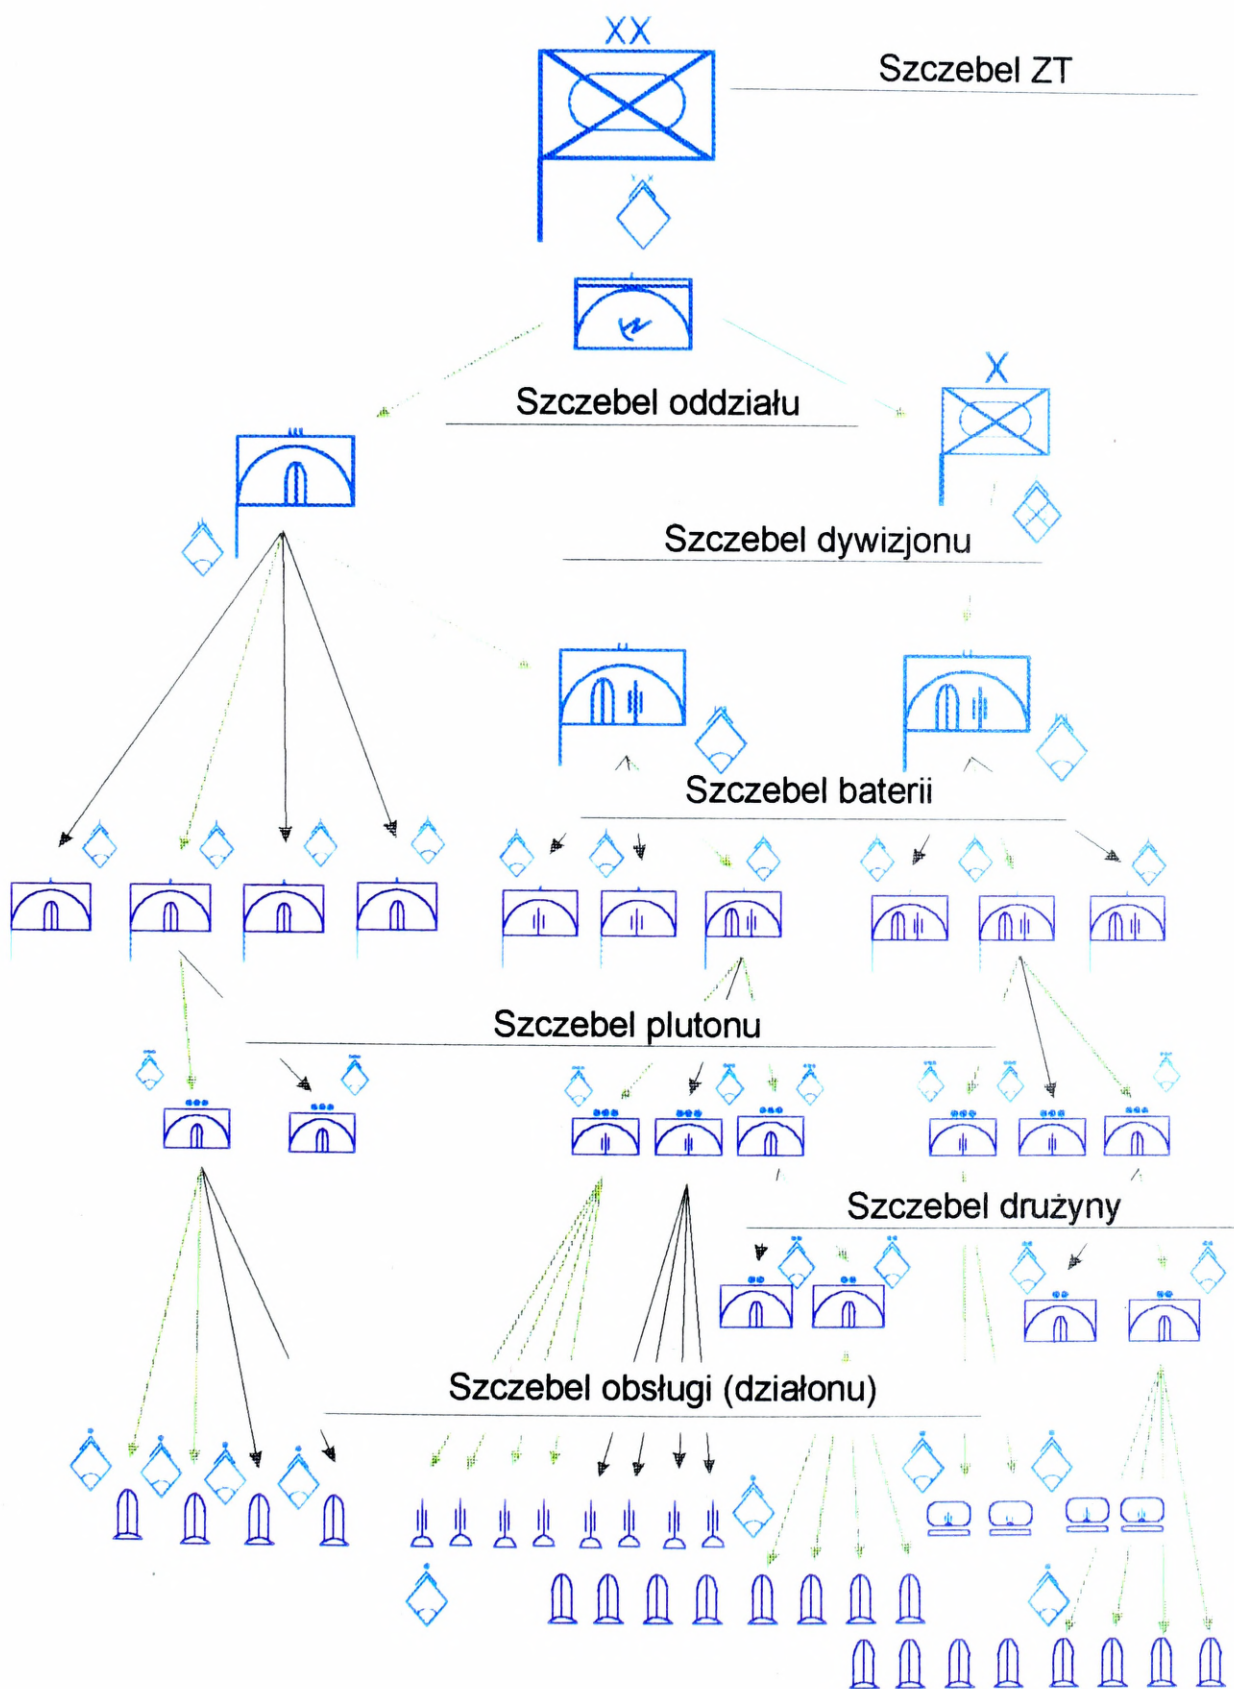 XX
Szczebel ZT
Szczebel oddziału
X
Szczebel dywizjonu
Szczebel baterii
Szczebel plutonu
Szczebel drużyny
Szczebel obsługi (działonu)